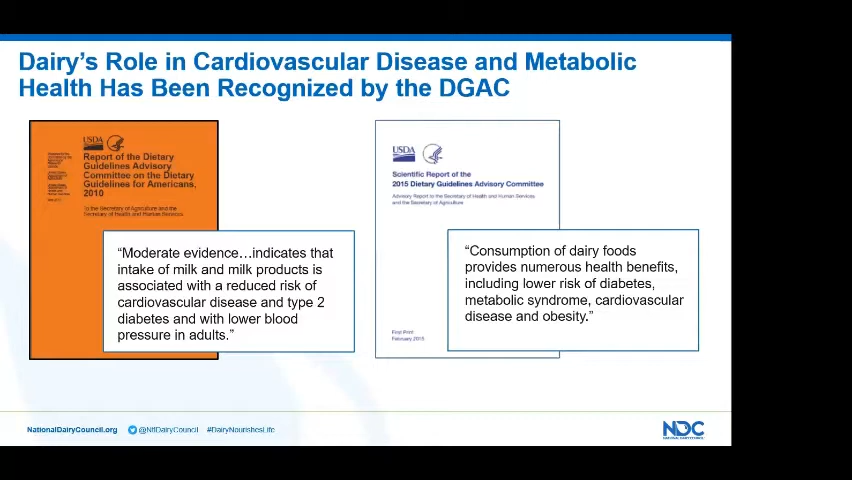 Dairy's Role in Cardiovascular Disease and Metabolic
Health Has Been Recognized by the DGAC
USDA
Report of the Dietary
Guidelines Advisory
Committee on the Dietary
Guidelines for Americans,
2010
To the Secretary of Agriculture and the
Secretary of Health and Human Services
"Moderate evidence…indicates that
intake of milk and milk products is
associated with a reduced risk of
cardiovascular disease and type 2
diabetes and with lower blood
pressure in adults."
USDA
Scientific Report of the
2015 Dietary Guidelines Advisory Committee
Advisory Report to the Secretary of Health and Human Services
and the Secretary of Agriculture
"Consumption of dairy foods
provides numerous health benefits,
including lower risk of diabetes,
metabolic syndrome, cardiovascular
disease and obesity."
First Print
February 2015
NationalDairyCouncil.org @NtlDairyCouncil #DairyNourishesLife
NDC
NATIONAL DAIRY COUNCIL